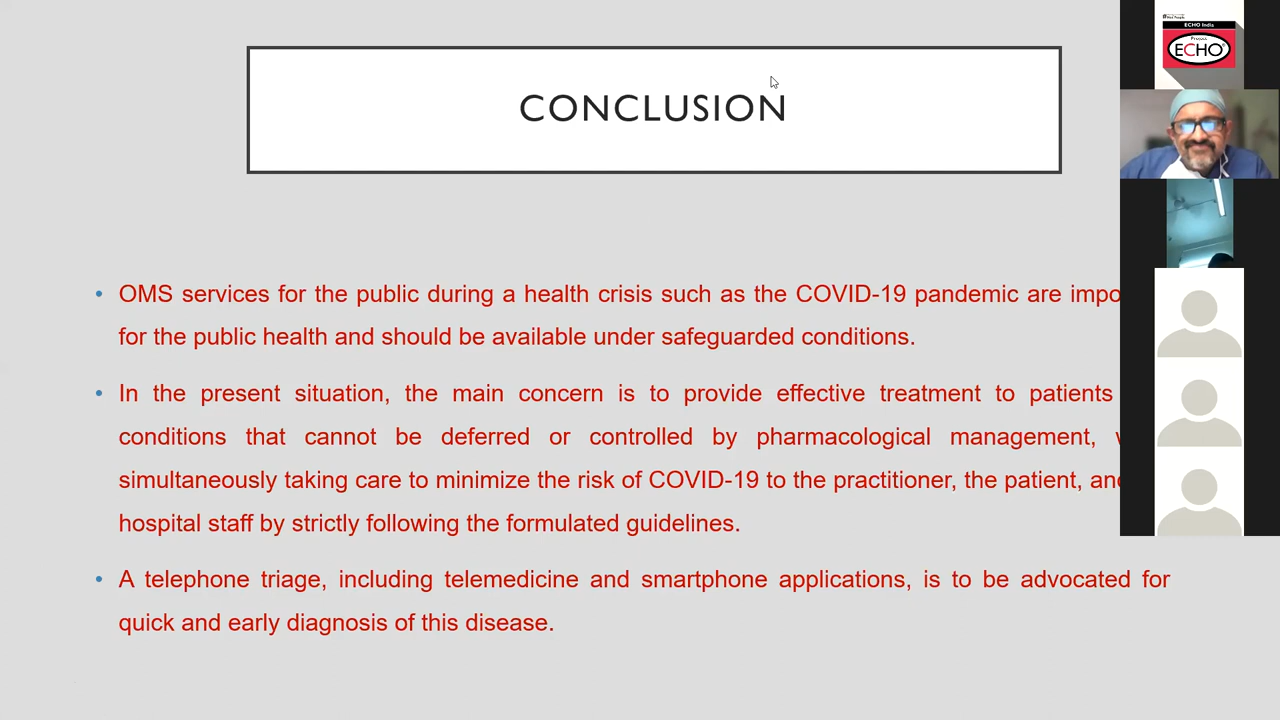 CONCLUSION
• OMS services for the public during a health crisis such as the COVID-19 pandemic are
for the public health and should be available under safeguarded conditions.
• In the present situation, the main concern is to provide effective treatment to patients
conditions that cannot be deferred or controlled by pharmacological management,
simultaneously taking care to minimize the risk of COVID-19 to the practitioner, the patient,
hospital staff by strictly following the formulated guidelines.
• A telephone triage, including telemedicine and smartphone applications, is to be advocated for
quick and early diagnosis of this disease.
ECHO India
Project
ECHO